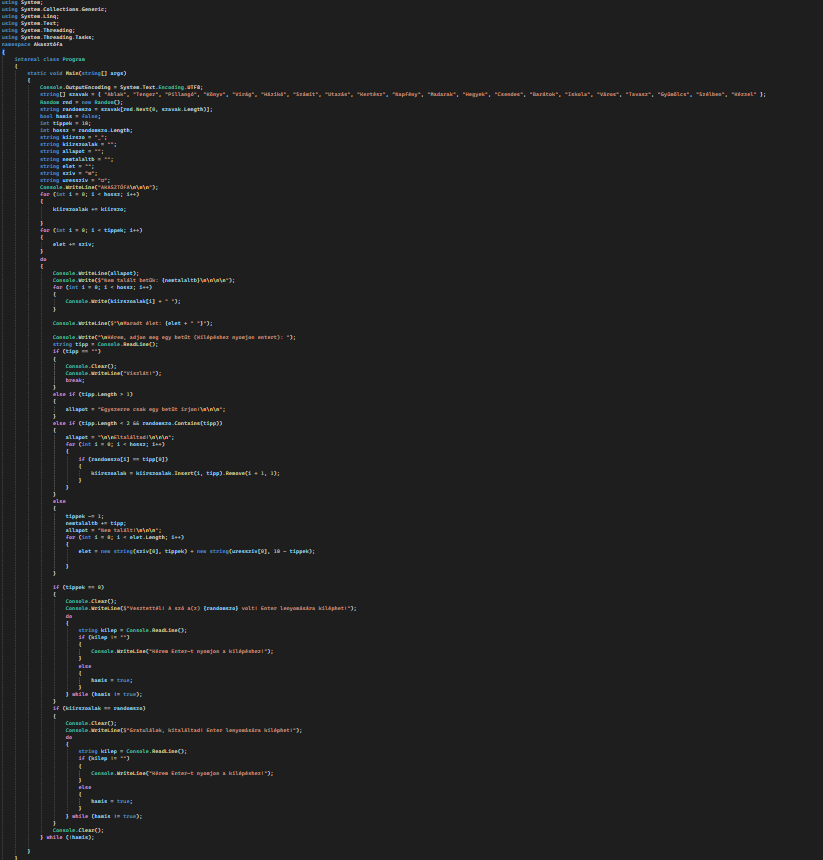 using System;
using System.Collections.Generic;
using System.Linq;
using System.Text;
using System.Threading;
using System.Threading.Tasks;
namespace Akasztófa
{
internal class Program
{
static void Main(string[] args)
{
Console.OutputEncoding = System.Text.Encoding.UTF8;
string[] szavak = { "Ablak", "Tenger", "Pillangó", "Könyv", "Virág", "Házikó", "Számít", "Utazás", "Kertész", "Napfény", "Madarak", "Hegyek", "Csendes", "Barátok", "Iskola", "Város", "Tavasz", "Gyümölcs", "Szélben", "Kézzel" };
Random rnd = new Random();
string randomszo = szavak[rnd.Next(0, szavak.Length)];
bool hamis = false;
int tippek = 10;
int hossz = randomszo.Length;
string kiirszo = "_";
string kiirszoalak = "";
string allapot = "";
string nemtalaltb = "";
string elet = "";
string sziv = "
string uressziv = "
Console.WriteLine("AKASZTÓFA\n\n\n");
for (int i = 0; i < hossz; i++)
{
kiirszoalak += kiirszo;
}
for (int i = 0; i < tippek; i++)
{
elet += sziv;
}
do
{
Console.WriteLine(allapot);
Console.Write($"Nem talált betűk: {nemtalaltb}\n\n\n\n");
for (int i = 0; i < hossz; i++)
{
Console.Write(kiirszoalak[i] + " ");
}
Console.WriteLine($"\nMaradt élet: {elet + " "}");
Console.Write("\nKérem, adjon meg egy betűt (Kilépéshez nyomjon entert): ");
string tipp = Console.ReadLine();
if (tipp == "")
{
Console.Clear();
Console.WriteLine("Viszlát!");
break;
}
else if (tipp.Length > 1)
{
allapot = "Egyszerre csak egy betűt írjon!\n\n\n";
}
else if (tipp.Length < 2 && randomszo.Contains(tipp))
{
allapot = "\n\nEltaláltad!\n\n\n";
for (int i = 0; i < hossz; i++)
{
if (randomszo[i] == tipp[0])
{
kiirszoalak = kiirszoalak.Insert(i, tipp).Remove(i + 1, 1);
}
}
}
else
{
tippek -= 1;
nemtalaltb += tipp;
allapot = "Nem talált!\n\n\n";
for (int i = 0; i < elet.Length; i++)
{
elet = new string(sziv[0], tippek) + new string(uressziv[0], 10 - tippek);
}
}
if (tippek == 0)
{
Console.Clear();
Console.WriteLine($"Vesztettél! A szó a(z) {randomszo} volt! Enter lenyomására kiléphet!");
do
{
string kilep = Console.ReadLine();
if (kilep != "")
{
Console.WriteLine("Kérem Enter-t nyomjon a kilépéshez!");
}
else
{
hamis = true;
}
} while (hamis != true);
}
if (kiirszoalak == randomszo)
{
Console.Clear();
Console.WriteLine($"Gratulálok, kitaláltad! Enter lenyomására kiléphet!");
do
{
string kilep = Console.ReadLine();
if (kilep != "")
{
Console.WriteLine("Kérem Enter-t nyomjon a kilépéshez!");
}
else
{
hamis = true;
}
} while (hamis != true);
}
Console.Clear();
} while (!hamis);
}
}